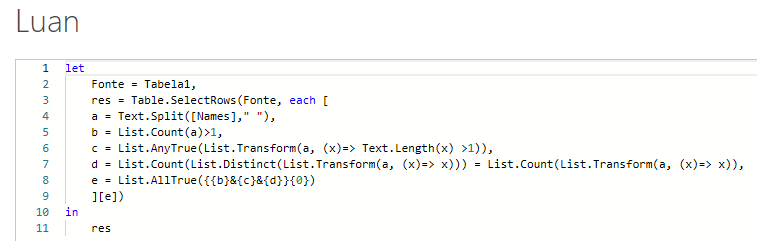 Luan
1 let
2 Fonte = Tabela1,
3 res = Table.SelectRows(Fonte, each [
4 a = Text.Split([Names]," "),
5 b = List.Count(a)>1,
6 c = List.AnyTrue(List.Transform(a, (x)=> Text.Length(x) >1)),
7 d = List.Count(List.Distinct(List.Transform(a, (x)=> x))) = List.Count(List.Transform(a, (x)=> x)),
8 e = List.AllTrue({{b}&{c}&{d}}{0})
9 ][e])
10 in
11 res